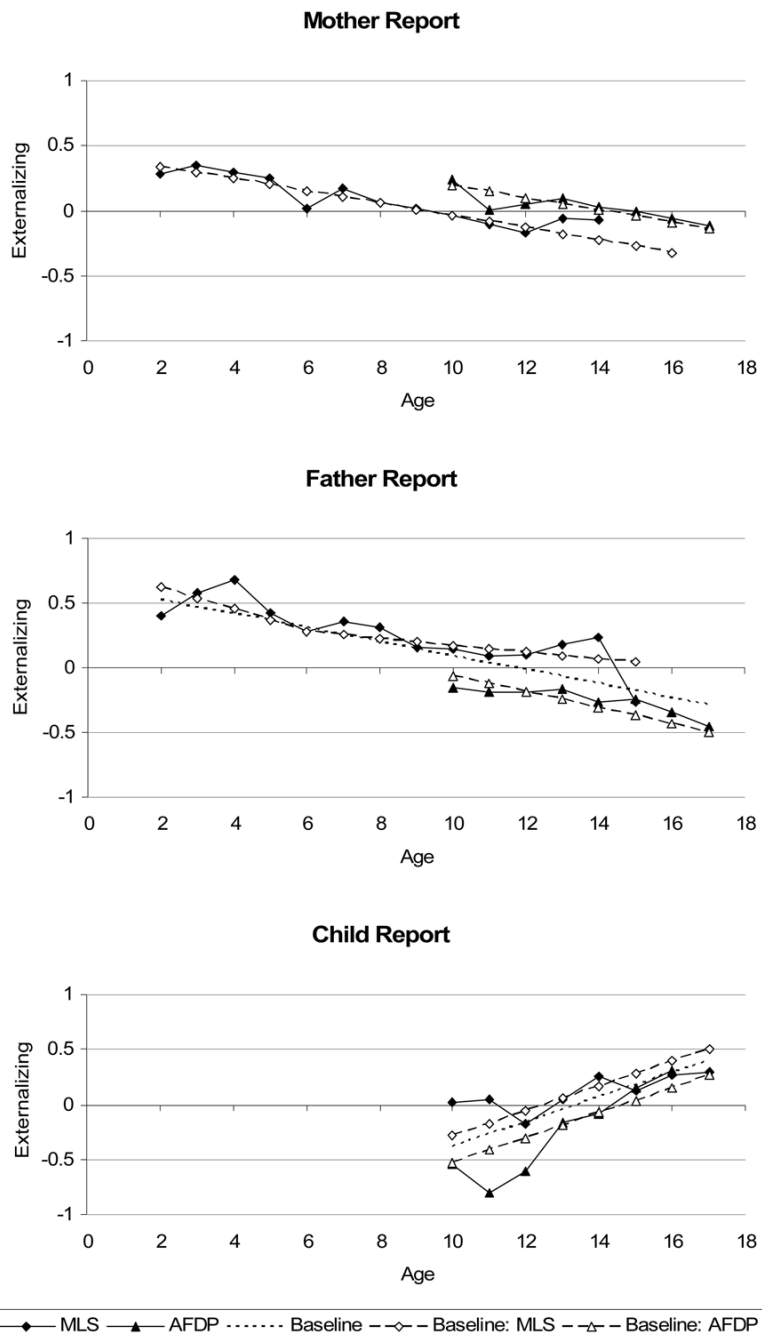 Mother Report
1
0.5
0
-0.5
-1
Externalizing
0 2 4 6 8 10 12 14 16 18
Age
Father Report
1
0.5
0
-0.5
-1
Externalizing
0 2 4 6 8 10 12 14 16 18
Age
Child Report
1
0.5
0
-0.5
-1
Externalizing
0 2 4 6 8 10 12 14 16 18
Age
MLS AFDP Baseline Baseline: MLS Baseline: AFDP